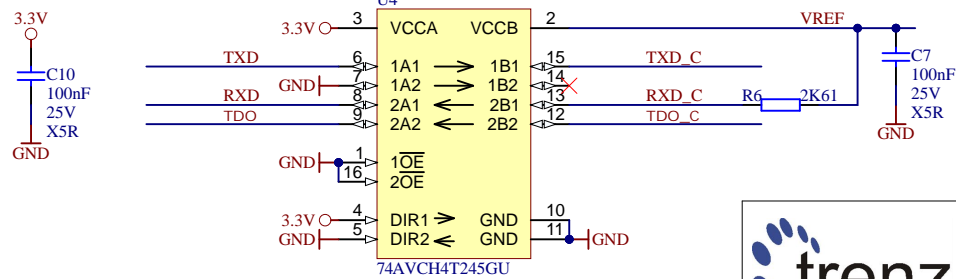 U4
3.3V
3.3V 3 VCCA VCCB 2 VREF
C10
100nF
25V
X5R
GND
TXD 6 1A1 1B1 15 TXD_C
GND 7 1A2 1B2 14
RXD 8 2A1 2B1 13 RXD_C R6 2K61
TDO 9 2A2 2B2 12 TDO_C
C7
100nF
25V
X5R
GND
GND 1 1OE
16 2OE
3.3V 4 DIR1 GND 10
GND 5 DIR2 GND 11 GND
74AVCH4T245GU
trenz